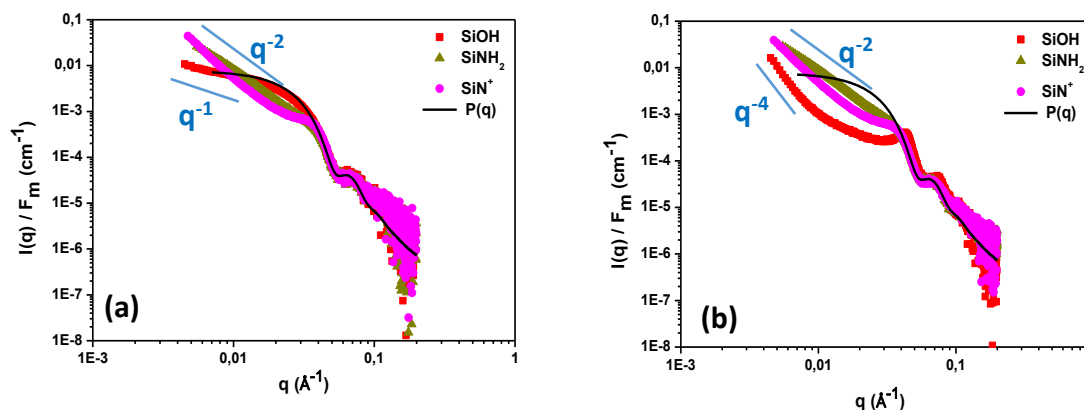 0,1
0,01
1E-3
1E-4
1E-5
1E-6
1E-7
1E-8
I(q) / Fm (cm-1)
q-2
q-1
SiOH
SiNH2
SiN+
P(q)
(a)
1E-3
0,01
0,1
1
q (Å-1)
0,1
0,01
1E-3
1E-4
1E-5
1E-6
1E-7
1E-8
I(q) / Fm (cm-1)
q-2
q-4
SiOH
SiNH2
SiN+
P(q)
(b)
1E-3
0,01
0,1
q (Å-1)